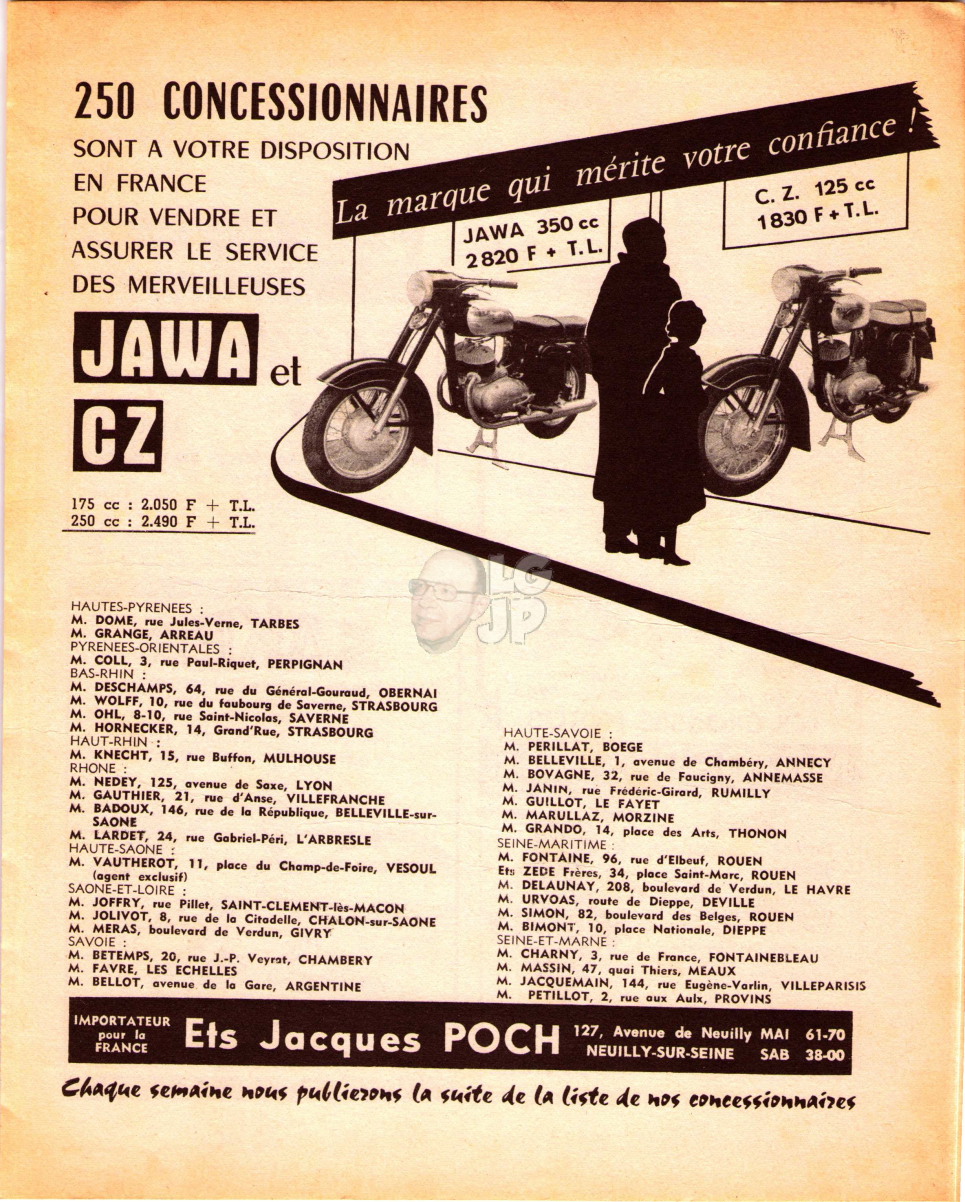 250 CONCESSIONNAIRES
SONT A VOTRE DISPOSITION
EN FRANCE
POUR VENDRE ET
ASSURER LE SERVICE
DES MERVEILLEUSES
JAWA et
CZ
175 cc : 2.050 F + T.L.
250 cc : 2.490 F + T.L.
La marque qui mérite votre confiance !
JAWA 350 cc
2820 F + T.L.
C. Z. 125 cc
1830 F + T.L.
LG
JP
HAUTES-PYRENEES :
M. DOME, rue Jules-Verne, TARBES
M. GRANGE, ARREAU
PYRENEES-ORIENTALES :
M. COLL, 3, rue Paul-Riquet, PERPIGNAN
BAS-RHIN :
M. DESCHAMPS, 64, rue du Général-Gouraud, OBERNAI
M. WOLFF, 10, rue du faubourg de Saverne, STRASBOURG
M. OHL, 8-10, rue Saint-Nicolas, SAVERNE
M. HORNECKER, 14, Grand'Rue, STRASBOURG
HAUT-RHIN :
M. KNECHT, 15, rue Buffon, MULHOUSE
RHONE :
M. NEDEY, 125, avenue de Saxe, LYON
M. GAUTHIER, 21, rue d'Anse, VILLEFRANCHE
M. BADOUX, 146, rue de la République, BELLEVILLE-sur-
SAONE
M. LARDET, 24, rue Gabriel-Péri, L'ARBRESLE
HAUTE-SAONE :
M. VAUTHEROT, 11, place du Champ-de-Foire, VESOUL
(agent exclusif)
SAONE-ET-LOIRE :
M. JOFFRY, rue Pillet, SAINT-CLEMENT-lès-MACON
M. JOLIVOT, 8, rue de la Citadelle, CHALON-sur-SAONE
M. MERAS, boulevard de Verdun, GIVRY
SAVOIE :
M. BETEMPS, 20, rue J.-P. Veyrat, CHAMBERY
M. FAVRE, LES ECHELLES
M. BELLOT, avenue de la Gare, ARGENTINE
HAUTE-SAVOIE :
M. PERILLAT, BOEGE
M. BELLEVILLE, 1, avenue de Chambéry, ANNECY
M. BOVAGNE, 32, rue de Faucigny, ANNEMASSE
M. JANIN, rue Frédéric-Girard, RUMILLY
M. GUILLOT, LE FAYET
M. MARULLAZ, MORZINE
M. GRANDO, 14, place des Arts, THONON
SEINE-MARITIME :
M. FONTAINE, 96, rue d'Elbeuf, ROUEN
Ets ZEDE Frères, 34, place Saint-Marc, ROUEN
M. DELAUNAY, 208, boulevard de Verdun, LE HAVRE
M. URVOAS, route de Dieppe, DEVILLE
M. SIMON, 82, boulevard des Belges, ROUEN
M. BIMONT, 10, place Nationale, DIEPPE
SEINE-ET-MARNE :
M. CHARNY, 3, rue de France, FONTAINEBLEAU
M. MASSIN, 47, quai Thiers, MEAUX
M. JACQUEMAIN, 144, rue Eugène-Varlin, VILLEPARISIS
M. PETILLOT, 2, rue aux Aulx, PROVINS
IMPORTATEUR
pour la
FRANCE
Ets Jacques POCH
127, Avenue de Neuilly MAI 61-70
NEUILLY-SUR-SEINE SAB 38-00
Chaque semaine nous publierons la suite de la liste de nos concessionnaires